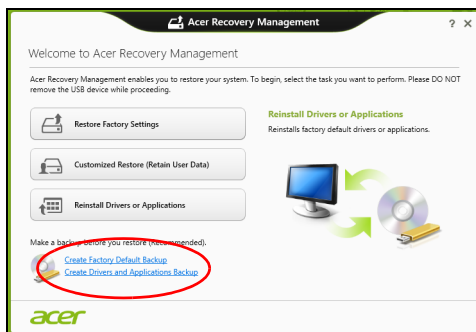 Acer Recovery Management
? X
Welcome to Acer Recovery Management
Acer Recovery Management enables you to restore your system. To begin, select the task you want to perform. Please DO NOT
remove the USB device while proceeding.
Restore Factory Settings
Customized Restore (Retain User Data)
Reinstall Drivers or Applications
Reinstall Drivers or Applications
Reinstalls factory default drivers or applications.
Make a backup before you restore (Recommended).
Create Factory Default Backup
Create Drivers and Applications Backup
acer